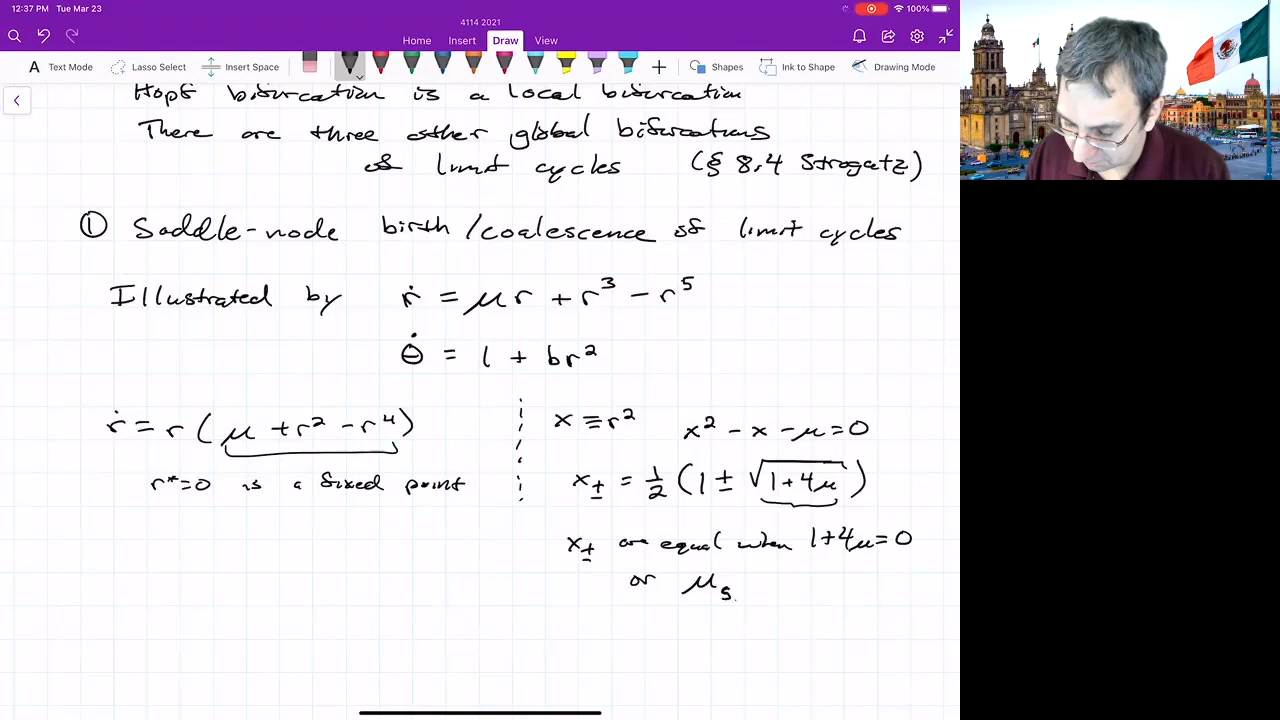 12:37 PM Tue Mar 23
100%
4114 2021
Home Insert Draw View
Text Mode Lasso Select Insert Space Shapes Ink to Shape Drawing Mode
Hopf bifurcation is a local bifurcation
There are three other global bifurcations
of limit cycles (§ 8.4 Strogatz)
① Saddle-node birth/coalescence of limit cycles
Illustrated by ṙ = μr + r³ − r⁵
θ̇ = 1 + br²
ṙ = r (μ + r² − r⁴)
r*=0 is a fixed point
x ≡ r² x² − x − μ = 0
x± = 1/2 (1 ± √(1+4μ))
x± are equal when 1+4μ = 0
or μs